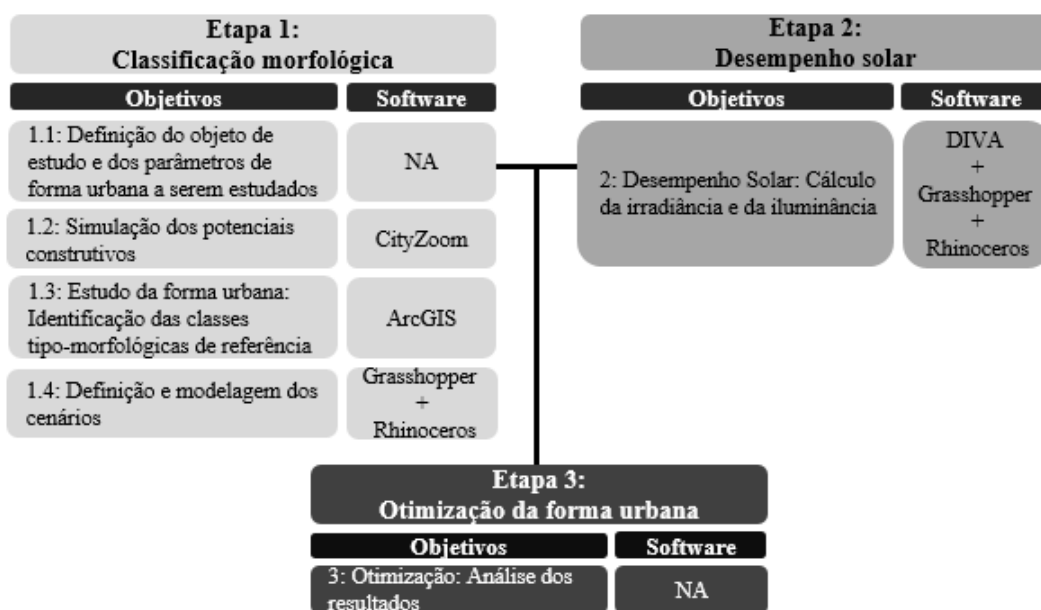 Etapa 1:
Classificação morfológica
Objetivos
Software
1.1: Definição do objeto de
estudo e dos parâmetros de
forma urbana a serem estudados
NA
1.2: Simulação dos potenciais
construtivos
CityZoom
1.3: Estudo da forma urbana:
Identificação das classes
tipo-morfológicas de referência
ArcGIS
1.4: Definição e modelagem dos
cenários
Grasshopper
+
Rhinoceros
Etapa 2:
Desempenho solar
Objetivos
Software
2: Desempenho Solar: Cálculo
da irradiância e da iluminância
DIVA
+
Grasshopper
+
Rhinoceros
Etapa 3:
Otimização da forma urbana
Objetivos
Software
3: Otimização: Análise dos
resultados
NA